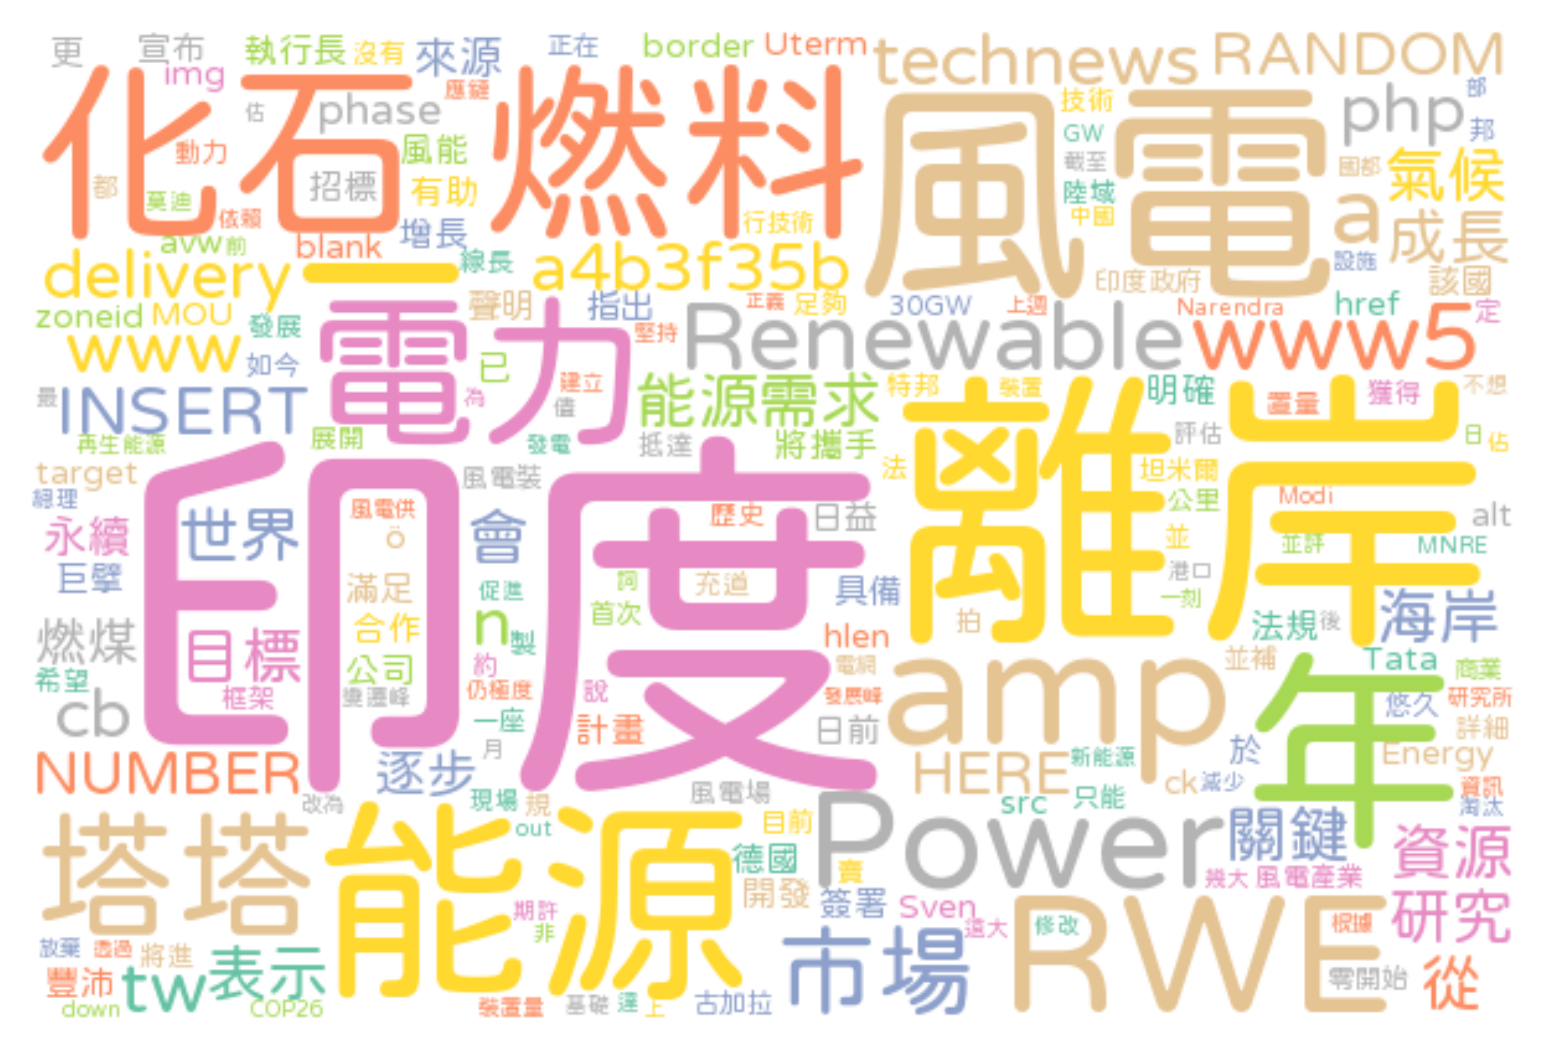 更 宣布 執行長 沒有 來源 正在 border Uterm technews RANDOM
img 應鍵 技術 部
化石燃料 風電
估 phase GW php 邦
動力 風能 截至 國都 氣候
都 招標 有助 陸域 a
莫迪 依賴 行技術 中國 成長
avw 前 blank 增長
delivery 一 線長 a4b3f35b 印度政府 設施 該國
zoneid MOU 發展 聲明 指出 正義 足夠 30GW 上週 Narendra href 定
www 如今 電力 堅持 Renewable www5
最 INSERT 為 已 建立 儘 能源需求 特邦 裝置 明確 置量 獲得 不想
再生能源 展開 發電 抵達 將攜手 離岸 評估 日 佔
target 風電裝 法 坦米爾
總理 風電供 印度 歷史 日益 公里 Modi alt
永續 世界 ö 會 並 並評 MNRE
巨擘 滿足 促進 詞 充道 具備 港口 一刻
燃煤 合作 n 製 首次 拍 法規 後 海岸
目標 hlen
希望 公司 約 電網 amp 並補 Tata 商業
框架 仍極度 說 發展峰 年 悠久 研究所
cb 一座 計畫 日前 詳細
NUMBER 逐步 月 HERE 新能源 於 Energy
改為 現場 規 風電場 src 只能 ck 減少 資訊
淘汰
塔塔 能源 out 目前 Power 關鍵 資源
德國 賣 幾大 風電產業
開發 簽署 Sven RWE 研究
期許 非 這大 修改 根據
放棄 透過 將進 市場
豐沛 tw 表示 零開始 從
down COP26 裝置量 基礎 達 上 古加拉